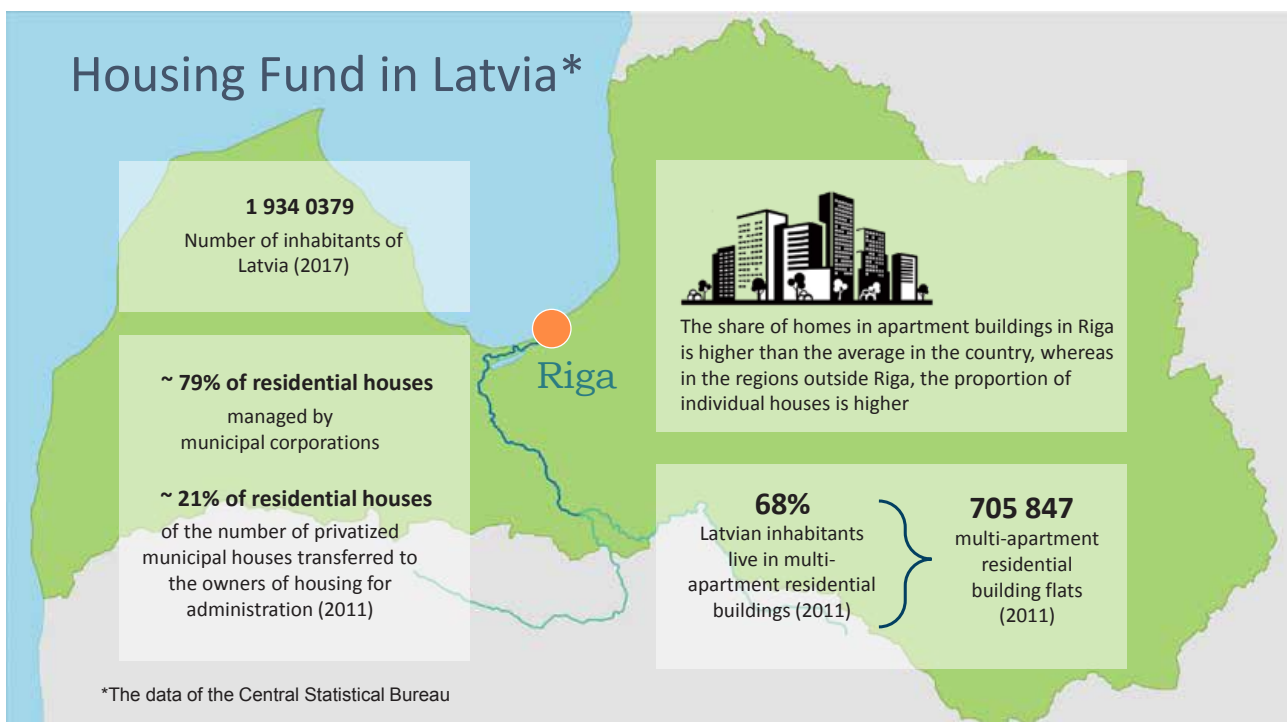 Housing Fund in Latvia*
1 934 0379
Number of inhabitants of
Latvia (2017)
~ 79% of residential houses
managed by
municipal corporations
~ 21% of residential houses
of the number of privatized
municipal houses transferred to
the owners of housing for
administration (2011)
Riga
The share of homes in apartment buildings in Riga
is higher than the average in the country, whereas
in the regions outside Riga, the proportion of
individual houses is higher
68%
Latvian inhabitants
live in multi-
apartment residential
buildings (2011)
705 847
multi-apartment
residential
building flats
(2011)
*The data of the Central Statistical Bureau